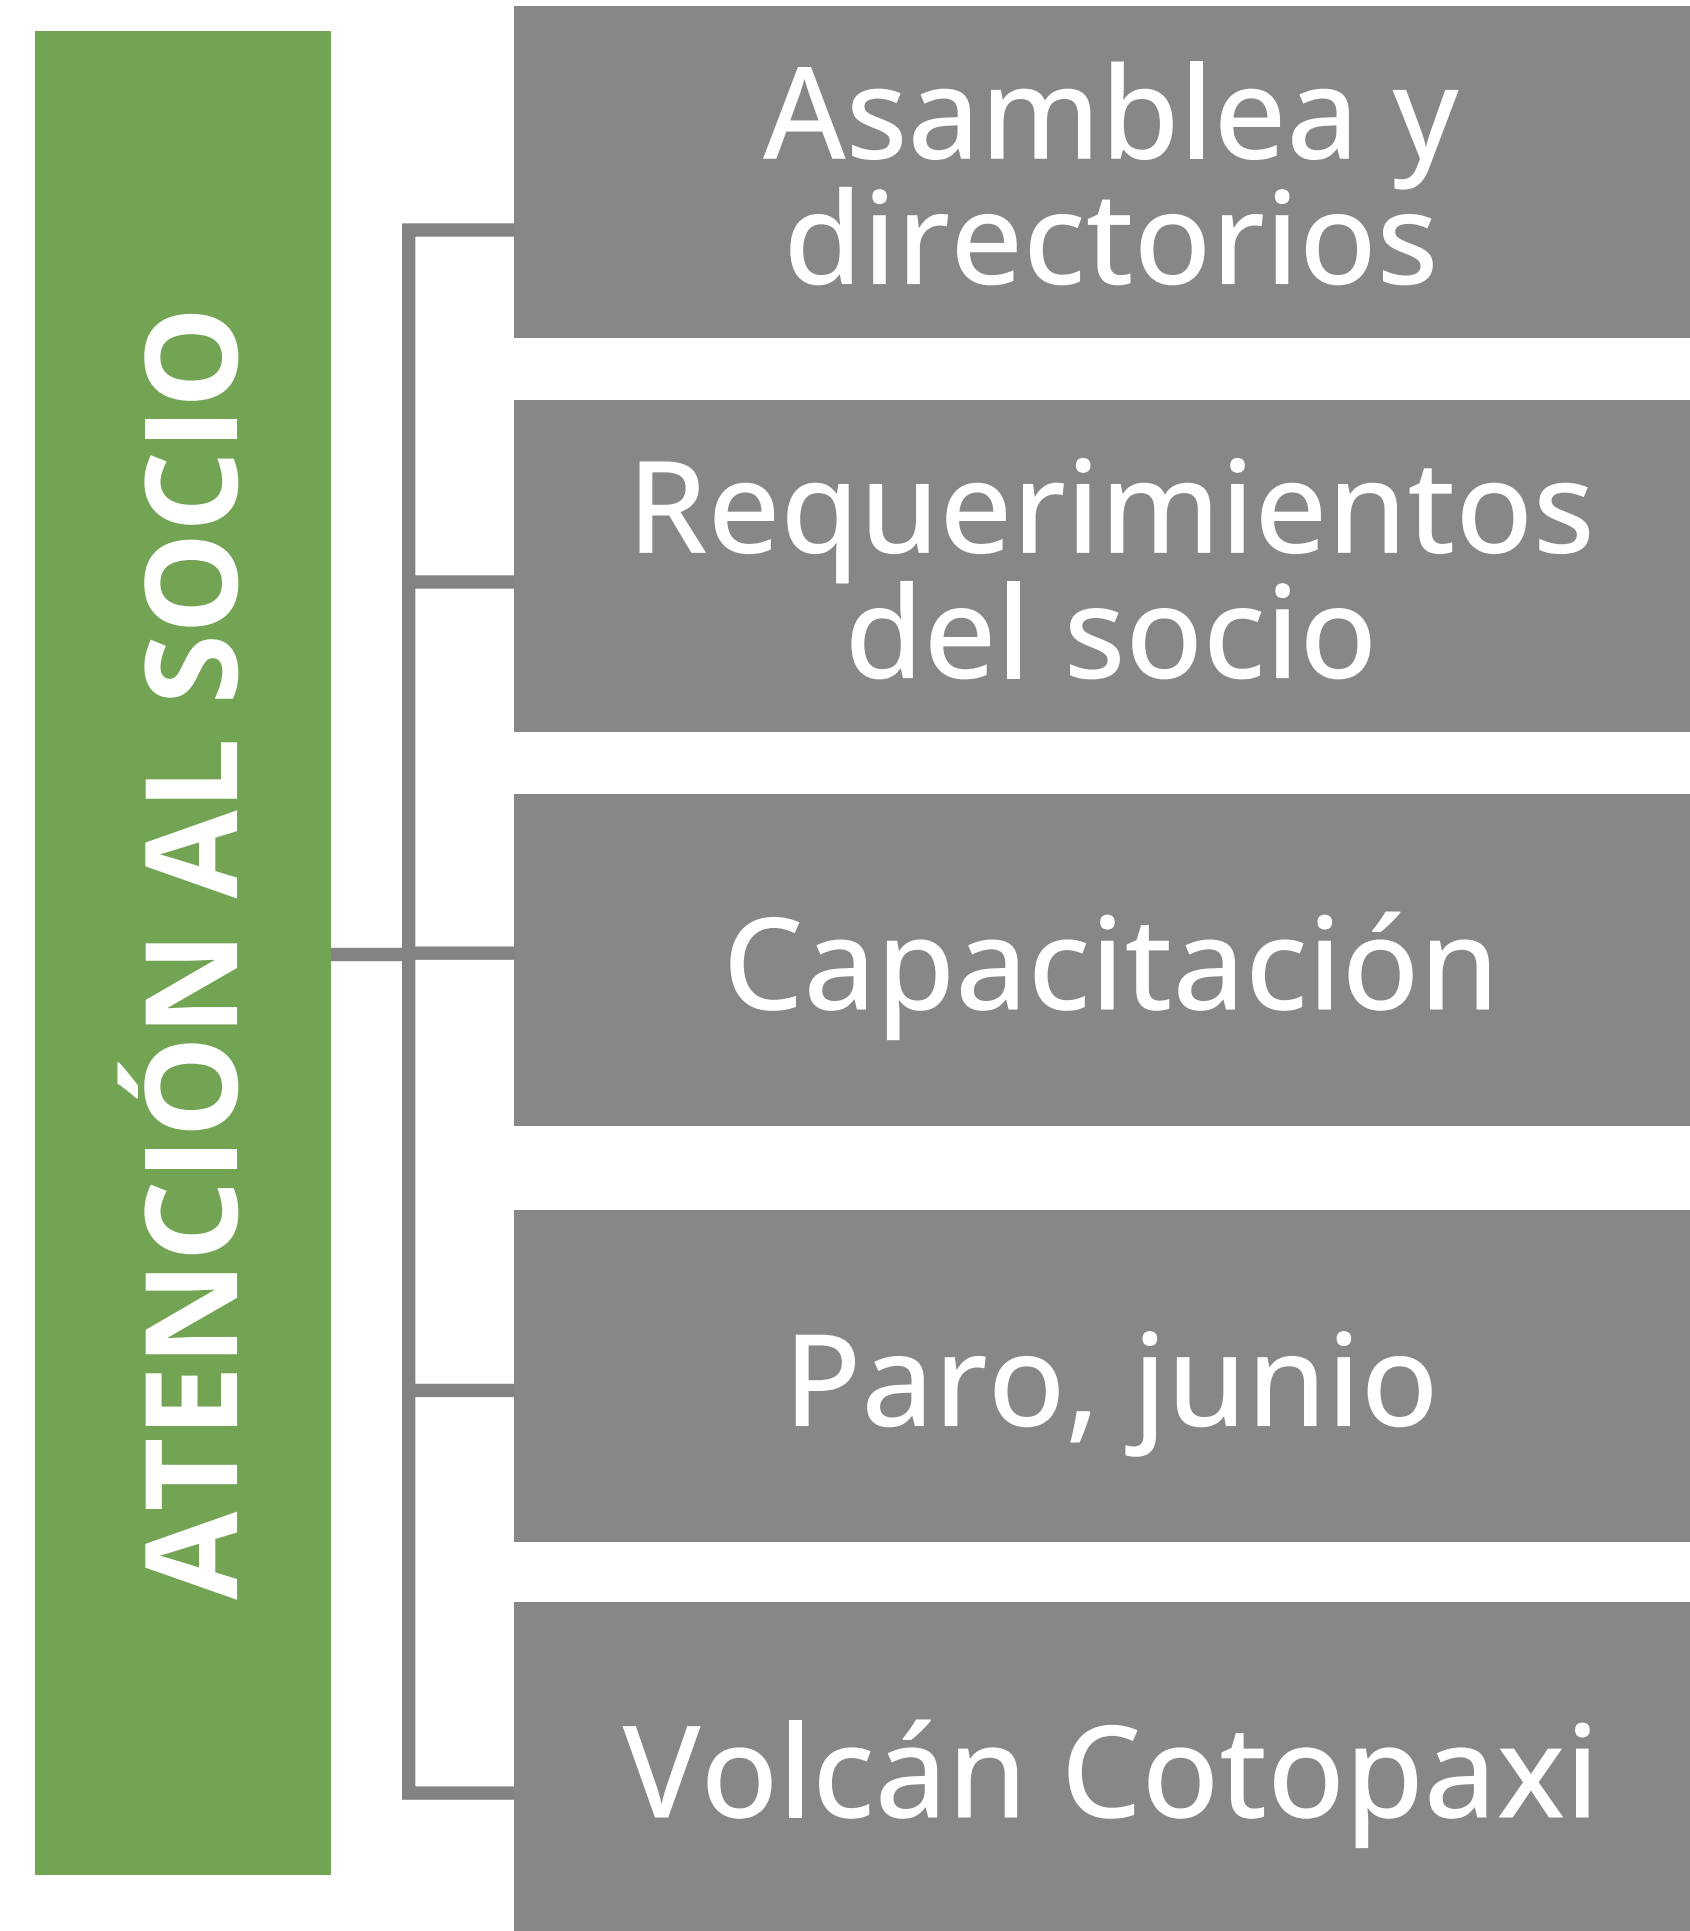 ATENCIÓN AL SOCIO
Asamblea y
directorios
Requerimientos
del socio
Capacitación
Paro, junio
Volcán Cotopaxi